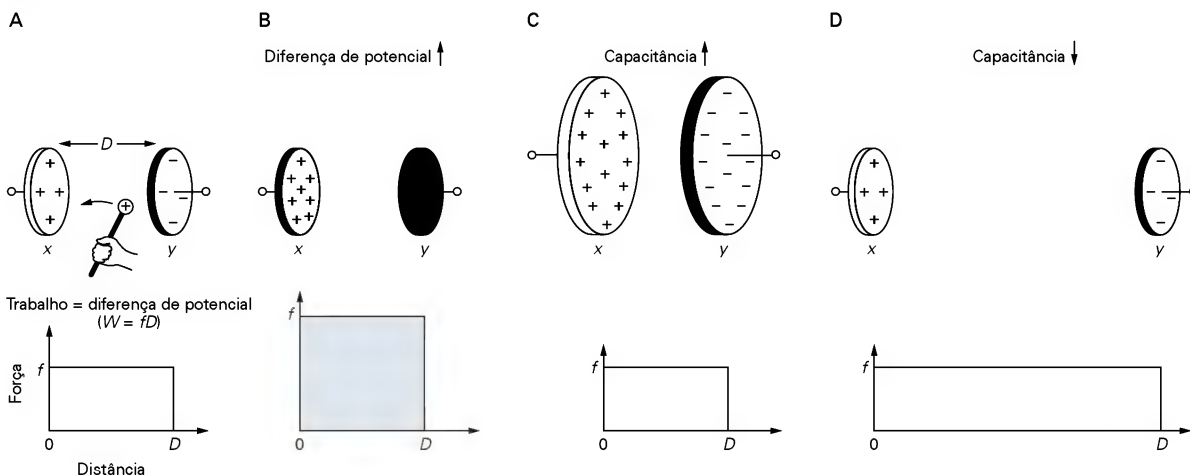 A
B
C
D
Diferença de potencial ↑
Capacitância ↑
Capacitância ↓
D
+ + + +
− − − −
+
x
y
+ + + + + + + +
x
y
+ + + + + + + + + + + + + +
− − − − − − − − − − − − − −
x
y
+ + + +
− − − −
x
y
Trabalho = diferença de potencial
(W = fD)
Força
f
0
D
Distância
f
0
D
f
0
D
f
0
D